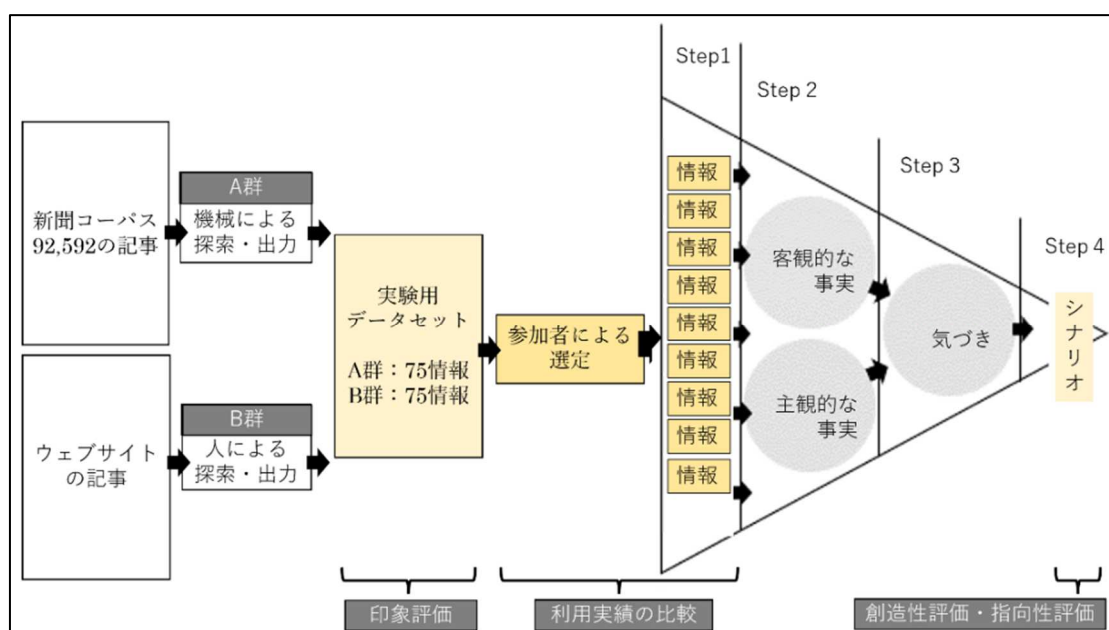 新聞コーパス
92,592の記事
ウェブサイト
の記事
A群
機械による
探索・出力
B群
人による
探索・出力
実験用
データセット
A群：75情報
B群：75情報
参加者による
選定
Step1
情報
情報
情報
情報
情報
情報
情報
情報
情報
Step 2
客観的な
事実
主観的な
事実
Step 3
気づき
Step 4
シナリオ
印象評価
利用実績の比較
創造性評価・指向性評価